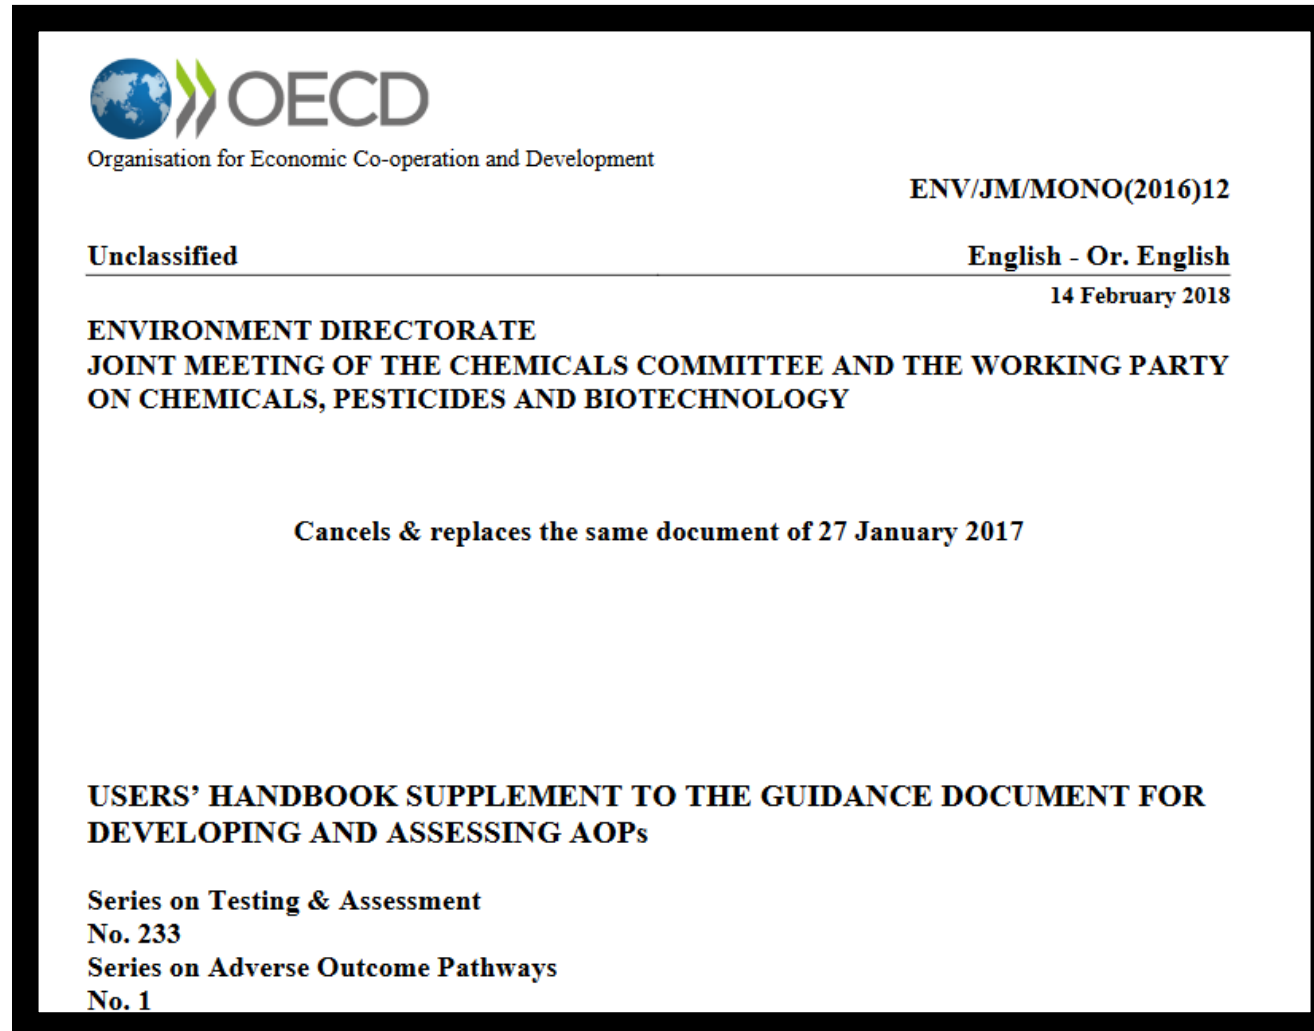 OECD
Organisation for Economic Co-operation and Development
ENV/JM/MONO(2016)12
Unclassified English - Or. English
14 February 2018
ENVIRONMENT DIRECTORATE
JOINT MEETING OF THE CHEMICALS COMMITTEE AND THE WORKING PARTY
ON CHEMICALS, PESTICIDES AND BIOTECHNOLOGY
Cancels & replaces the same document of 27 January 2017
USERS’ HANDBOOK SUPPLEMENT TO THE GUIDANCE DOCUMENT FOR
DEVELOPING AND ASSESSING AOPs
Series on Testing & Assessment
No. 233
Series on Adverse Outcome Pathways
No. 1